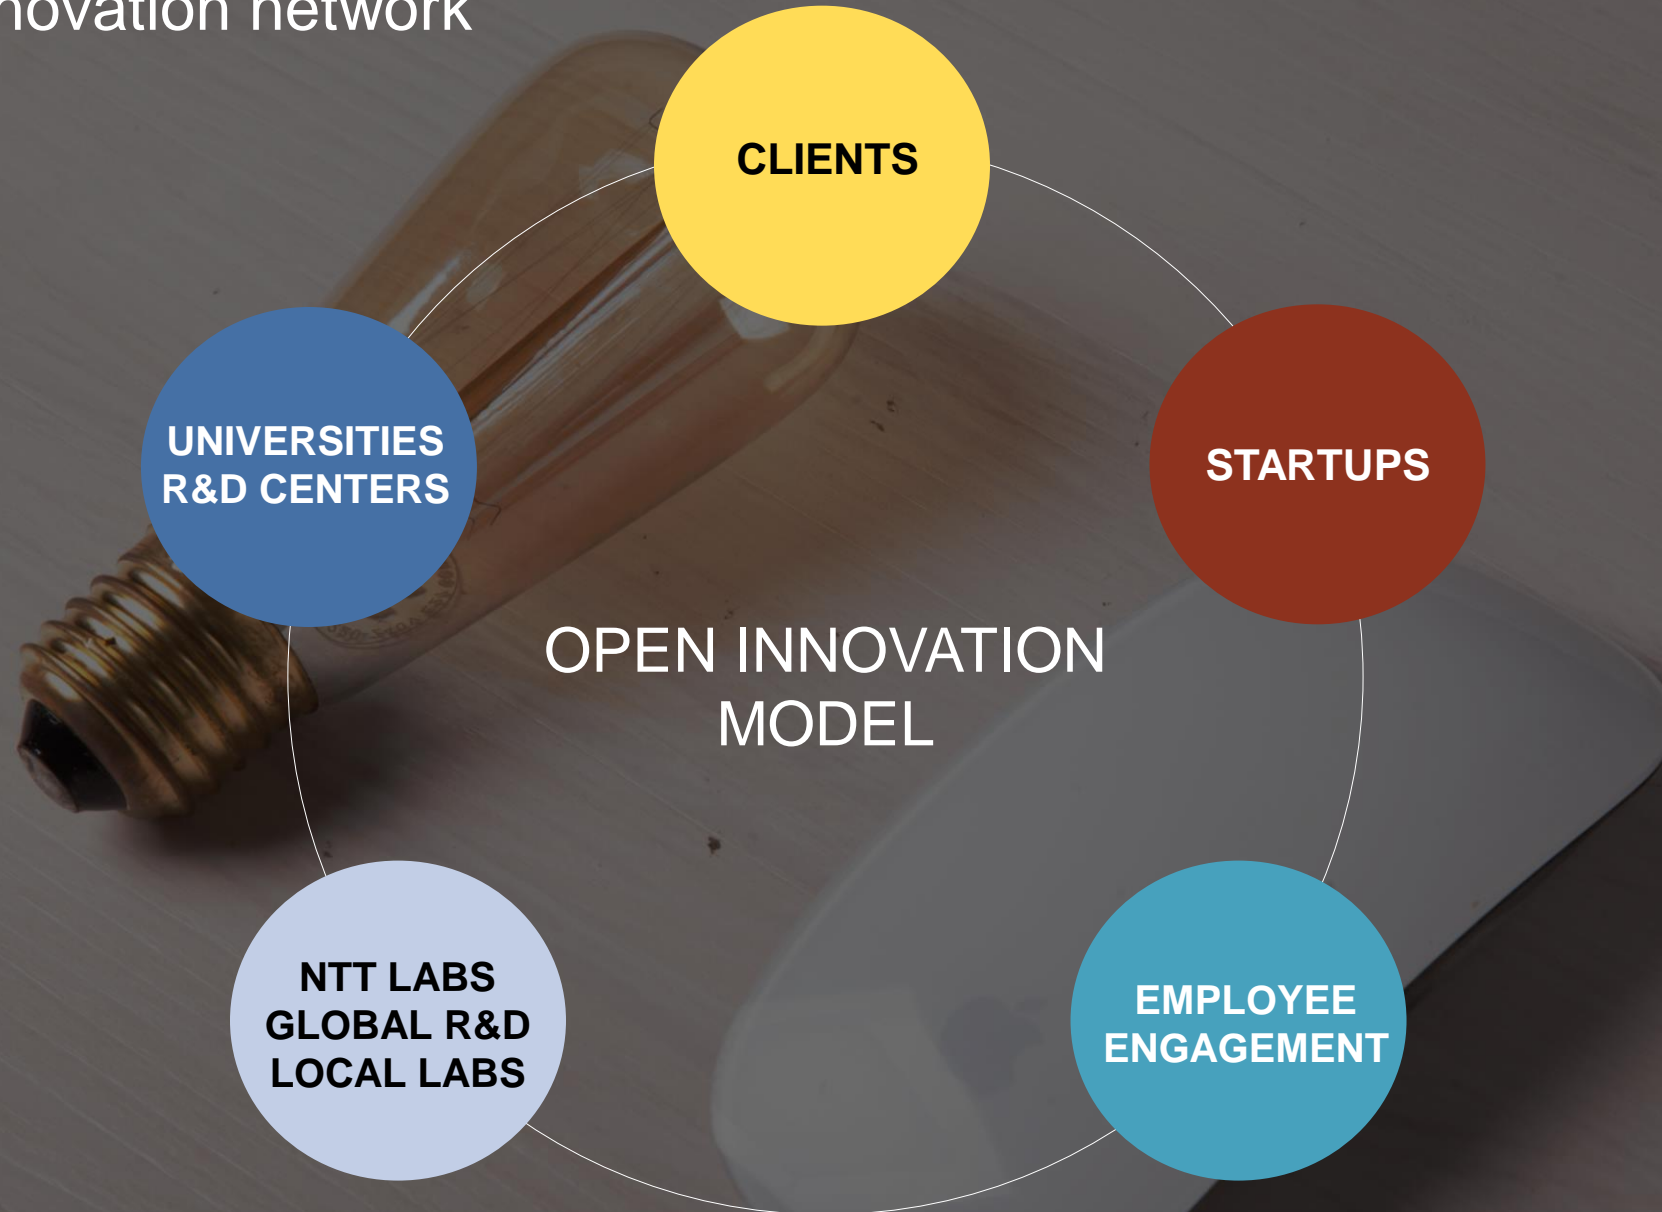 novation network
CLIENTS
UNIVERSITIES
R&D CENTERS
STARTUPS
OPEN INNOVATION
MODEL
NTT LABS
GLOBAL R&D
LOCAL LABS
EMPLOYEE
ENGAGEMENT